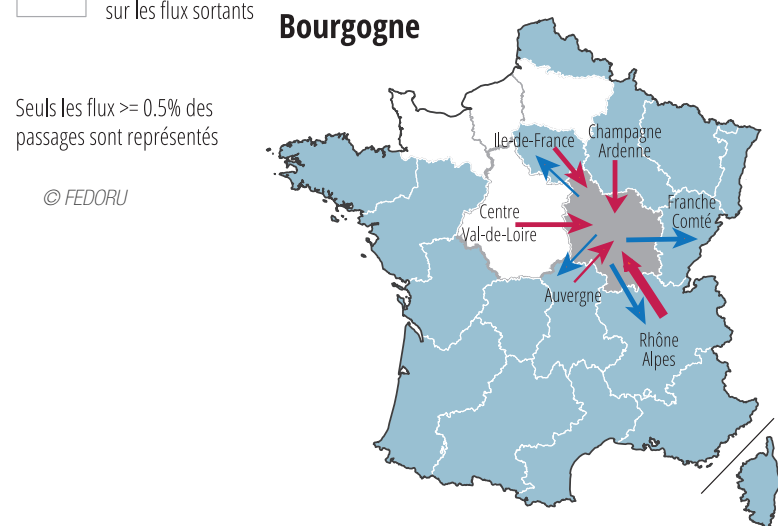 sur les flux sortants
Bourgogne
Seuls les flux >= 0.5% des
passages sont représentés
© FEDORU
Ile-de-France
Champagne
Ardenne
Franche
Comté
Centre
Val-de-Loire
Auvergne
Rhône
Alpes